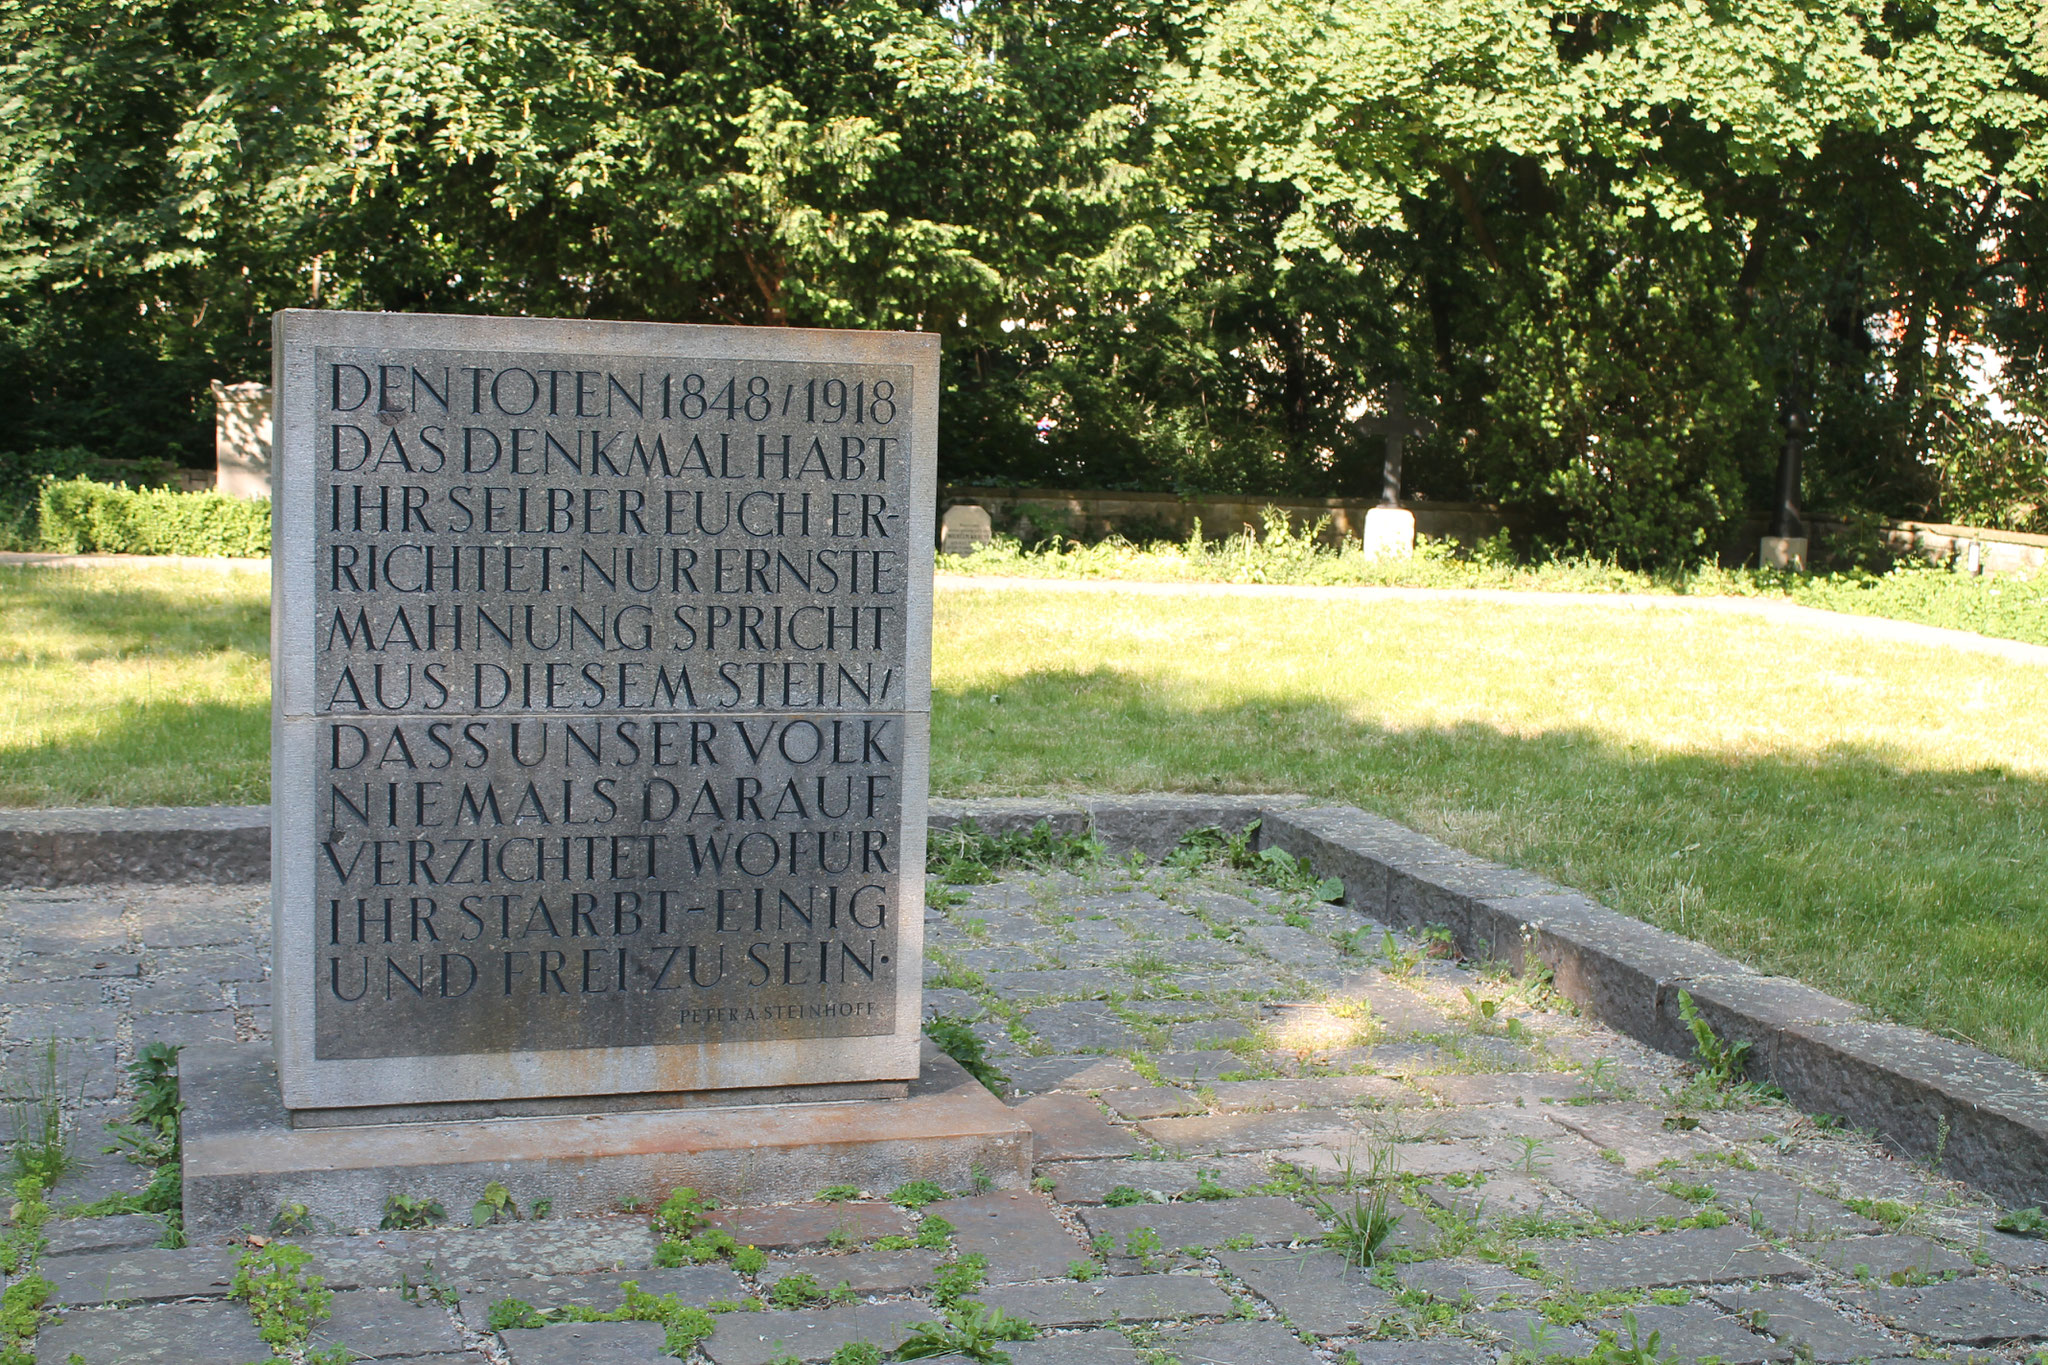 DEN TOTEN 1848/1918
DAS DENKMAL HABT
IHR SELBER EUCH ER-
RICHTET·NUR ERNSTE
MAHNUNG SPRICHT
AUS DIESEM STEIN/
DASS UNSER VOLK
NIEMALS DARAUF
VERZICHTET WOFÜR
IHR STARBT-EINIG
UND FREI ZU SEIN·
PETER A. STEINHOFF